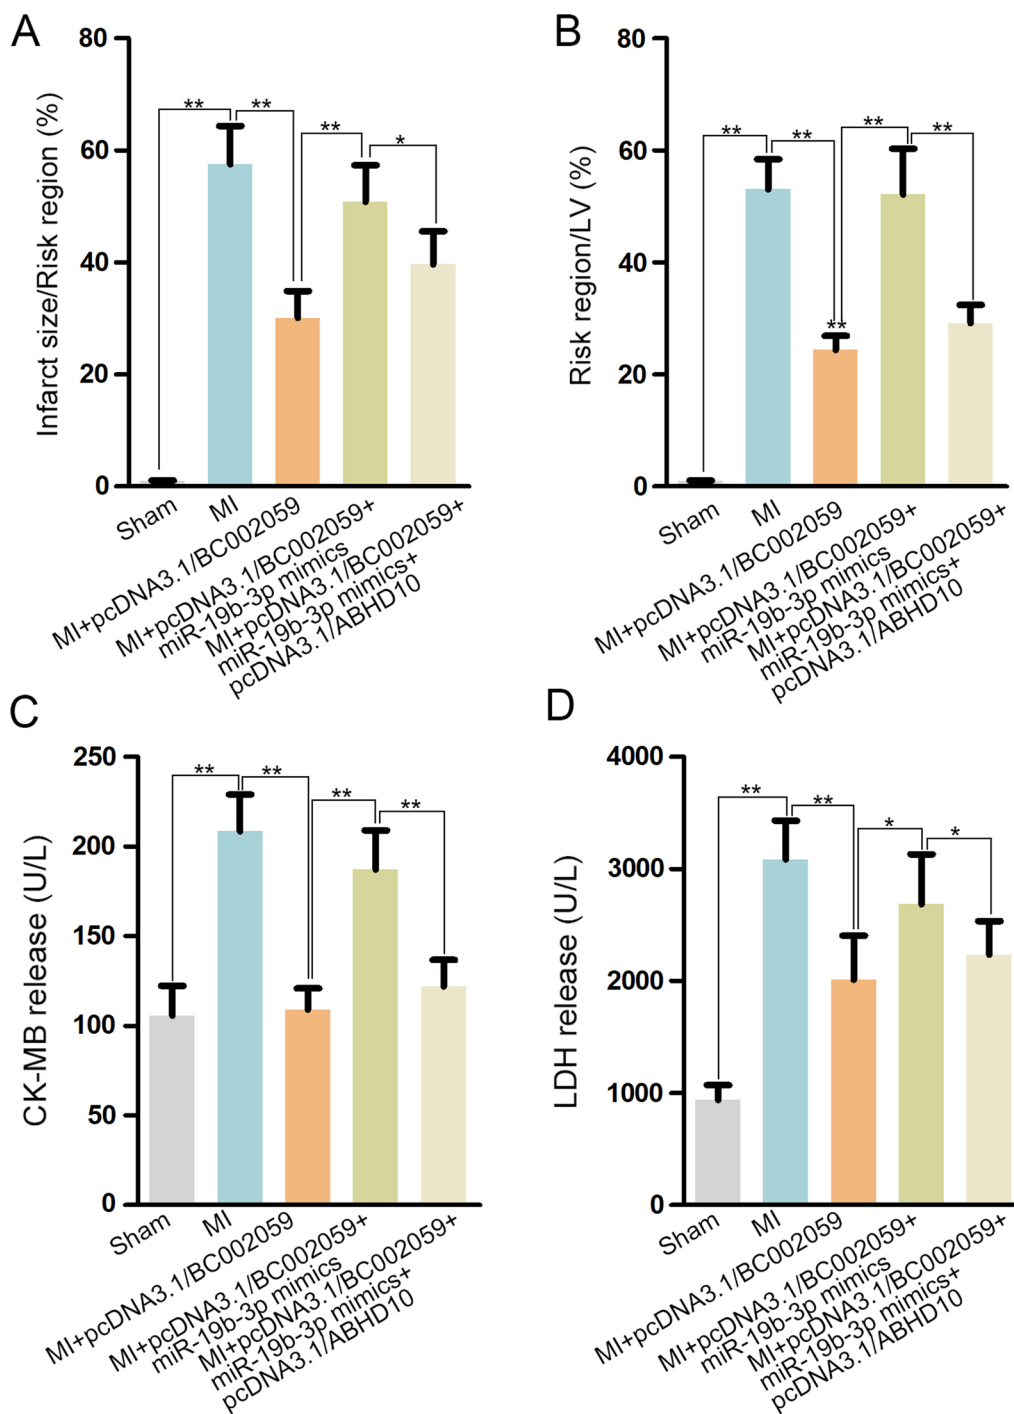 A
Infarct size/Risk region (%)
80
60
40
20
0
** ** ** *
Sham
MI
MI+pcDNA3.1/BC002059
MI+pcDNA3.1/BC002059+
miR-19b-3p mimics
MI+pcDNA3.1/BC002059+
miR-19b-3p mimics+
pcDNA3.1/ABHD10
B
Risk region/LV (%)
80
60
40
20
0
** ** ** **
**
Sham
MI
MI+pcDNA3.1/BC002059
MI+pcDNA3.1/BC002059+
miR-19b-3p mimics
MI+pcDNA3.1/BC002059+
miR-19b-3p mimics+
pcDNA3.1/ABHD10
C
CK-MB release (U/L)
250
200
150
100
50
0
** ** ** **
Sham
MI
MI+pcDNA3.1/BC002059
MI+pcDNA3.1/BC002059+
miR-19b-3p mimics
MI+pcDNA3.1/BC002059+
miR-19b-3p mimics+
pcDNA3.1/ABHD10
D
LDH release (U/L)
4000
3000
2000
1000
0
** ** * *
Sham
MI
MI+pcDNA3.1/BC002059
MI+pcDNA3.1/BC002059+
miR-19b-3p mimics
MI+pcDNA3.1/BC002059+
miR-19b-3p mimics+
pcDNA3.1/ABHD10